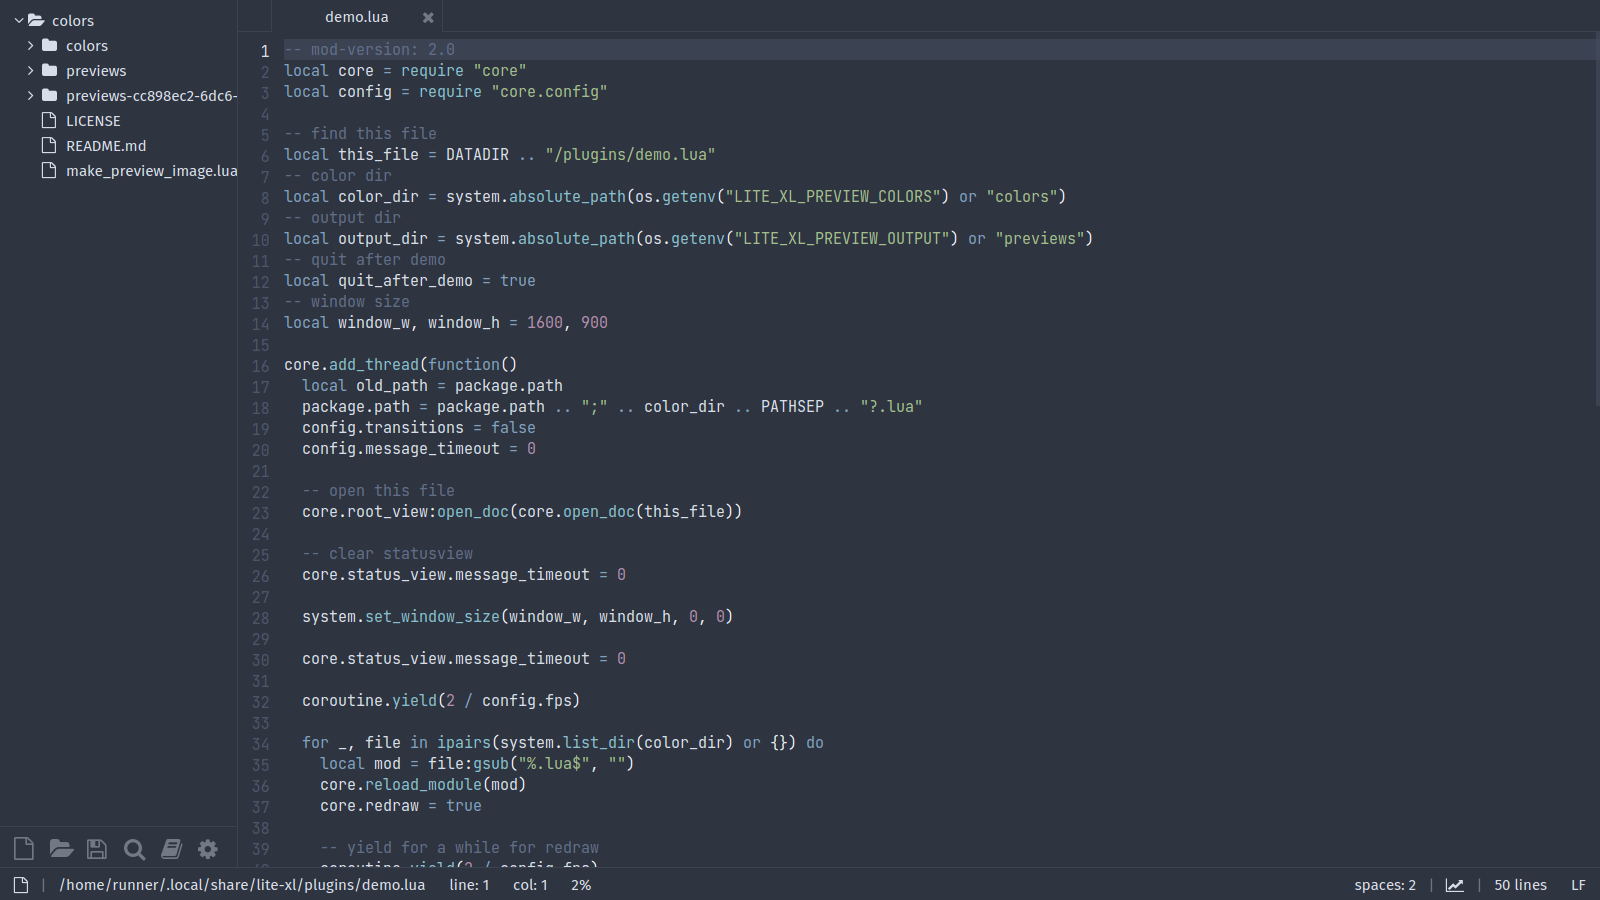 colors
colors
previews
previews-cc898ec2-6dc6-
LICENSE
README.md
make_preview_image.lua
demo.lua
1 -- mod-version: 2.0
2 local core = require "core"
3 local config = require "core.config"
4
5 -- find this file
6 local this_file = DATADIR .. "/plugins/demo.lua"
7 -- color dir
8 local color_dir = system.absolute_path(os.getenv("LITE_XL_PREVIEW_COLORS") or "colors")
9 -- output dir
10 local output_dir = system.absolute_path(os.getenv("LITE_XL_PREVIEW_OUTPUT") or "previews")
11 -- quit after demo
12 local quit_after_demo = true
13 -- window size
14 local window_w, window_h = 1600, 900
15
16 core.add_thread(function()
17   local old_path = package.path
18   package.path = package.path .. ";" .. color_dir .. PATHSEP .. "?.lua"
19   config.transitions = false
20   config.message_timeout = 0
21
22   -- open this file
23   core.root_view:open_doc(core.open_doc(this_file))
24
25   -- clear statusview
26   core.status_view.message_timeout = 0
27
28   system.set_window_size(window_w, window_h, 0, 0)
29
30   core.status_view.message_timeout = 0
31
32   coroutine.yield(2 / config.fps)
33
34   for _, file in ipairs(system.list_dir(color_dir) or {}) do
35     local mod = file:gsub("%.lua$", "")
36     core.reload_module(mod)
37     core.redraw = true
38
39     -- yield for a while for redraw
40     coroutine.yield(2 / config.fps)
/home/runner/.local/share/lite-xl/plugins/demo.lua line: 1 col: 1 2% spaces: 2 50 lines LF